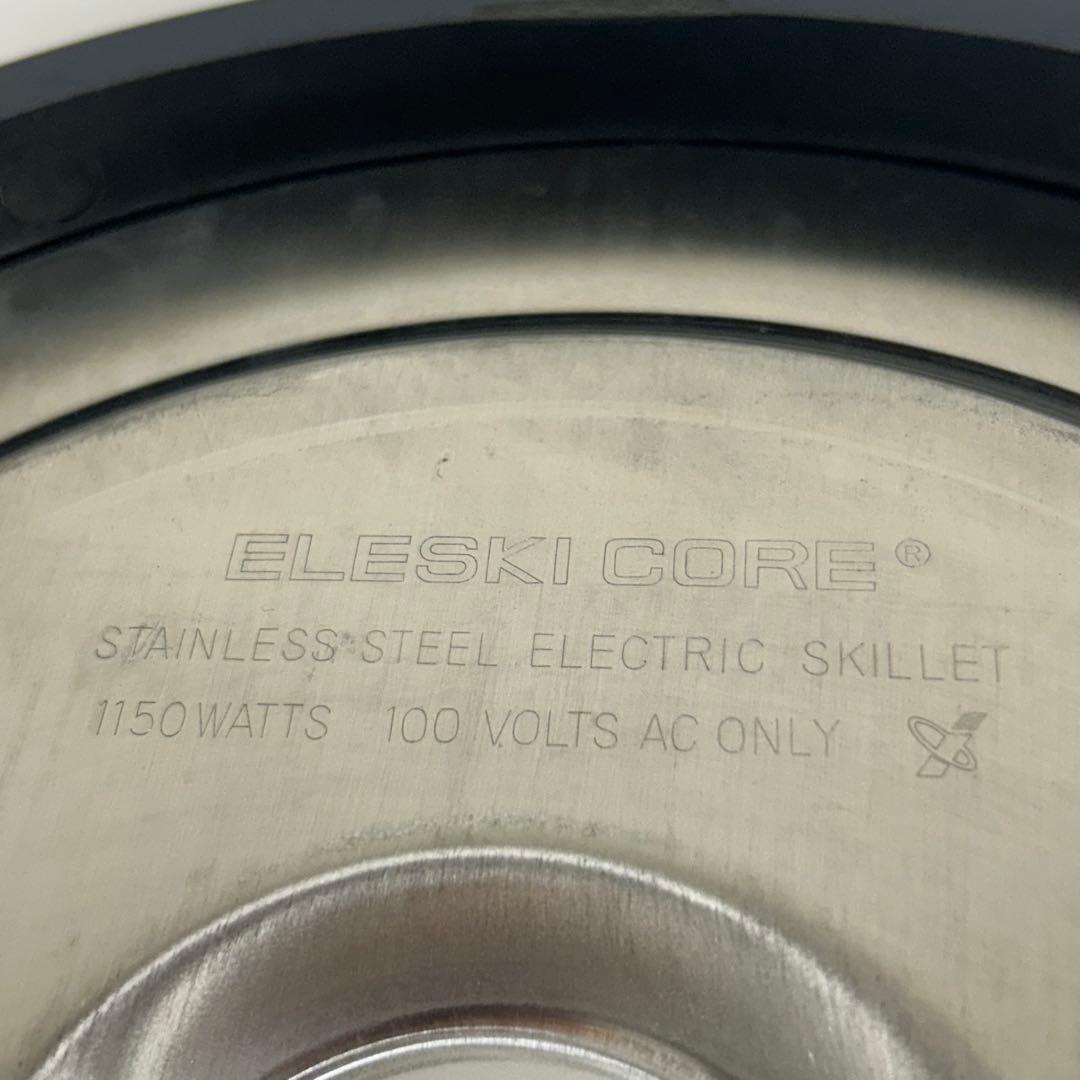 ELESKI CORE®
STAINLESS STEEL ELECTRIC SKILLET
1150 WATTS 100 VOLTS AC ONLY